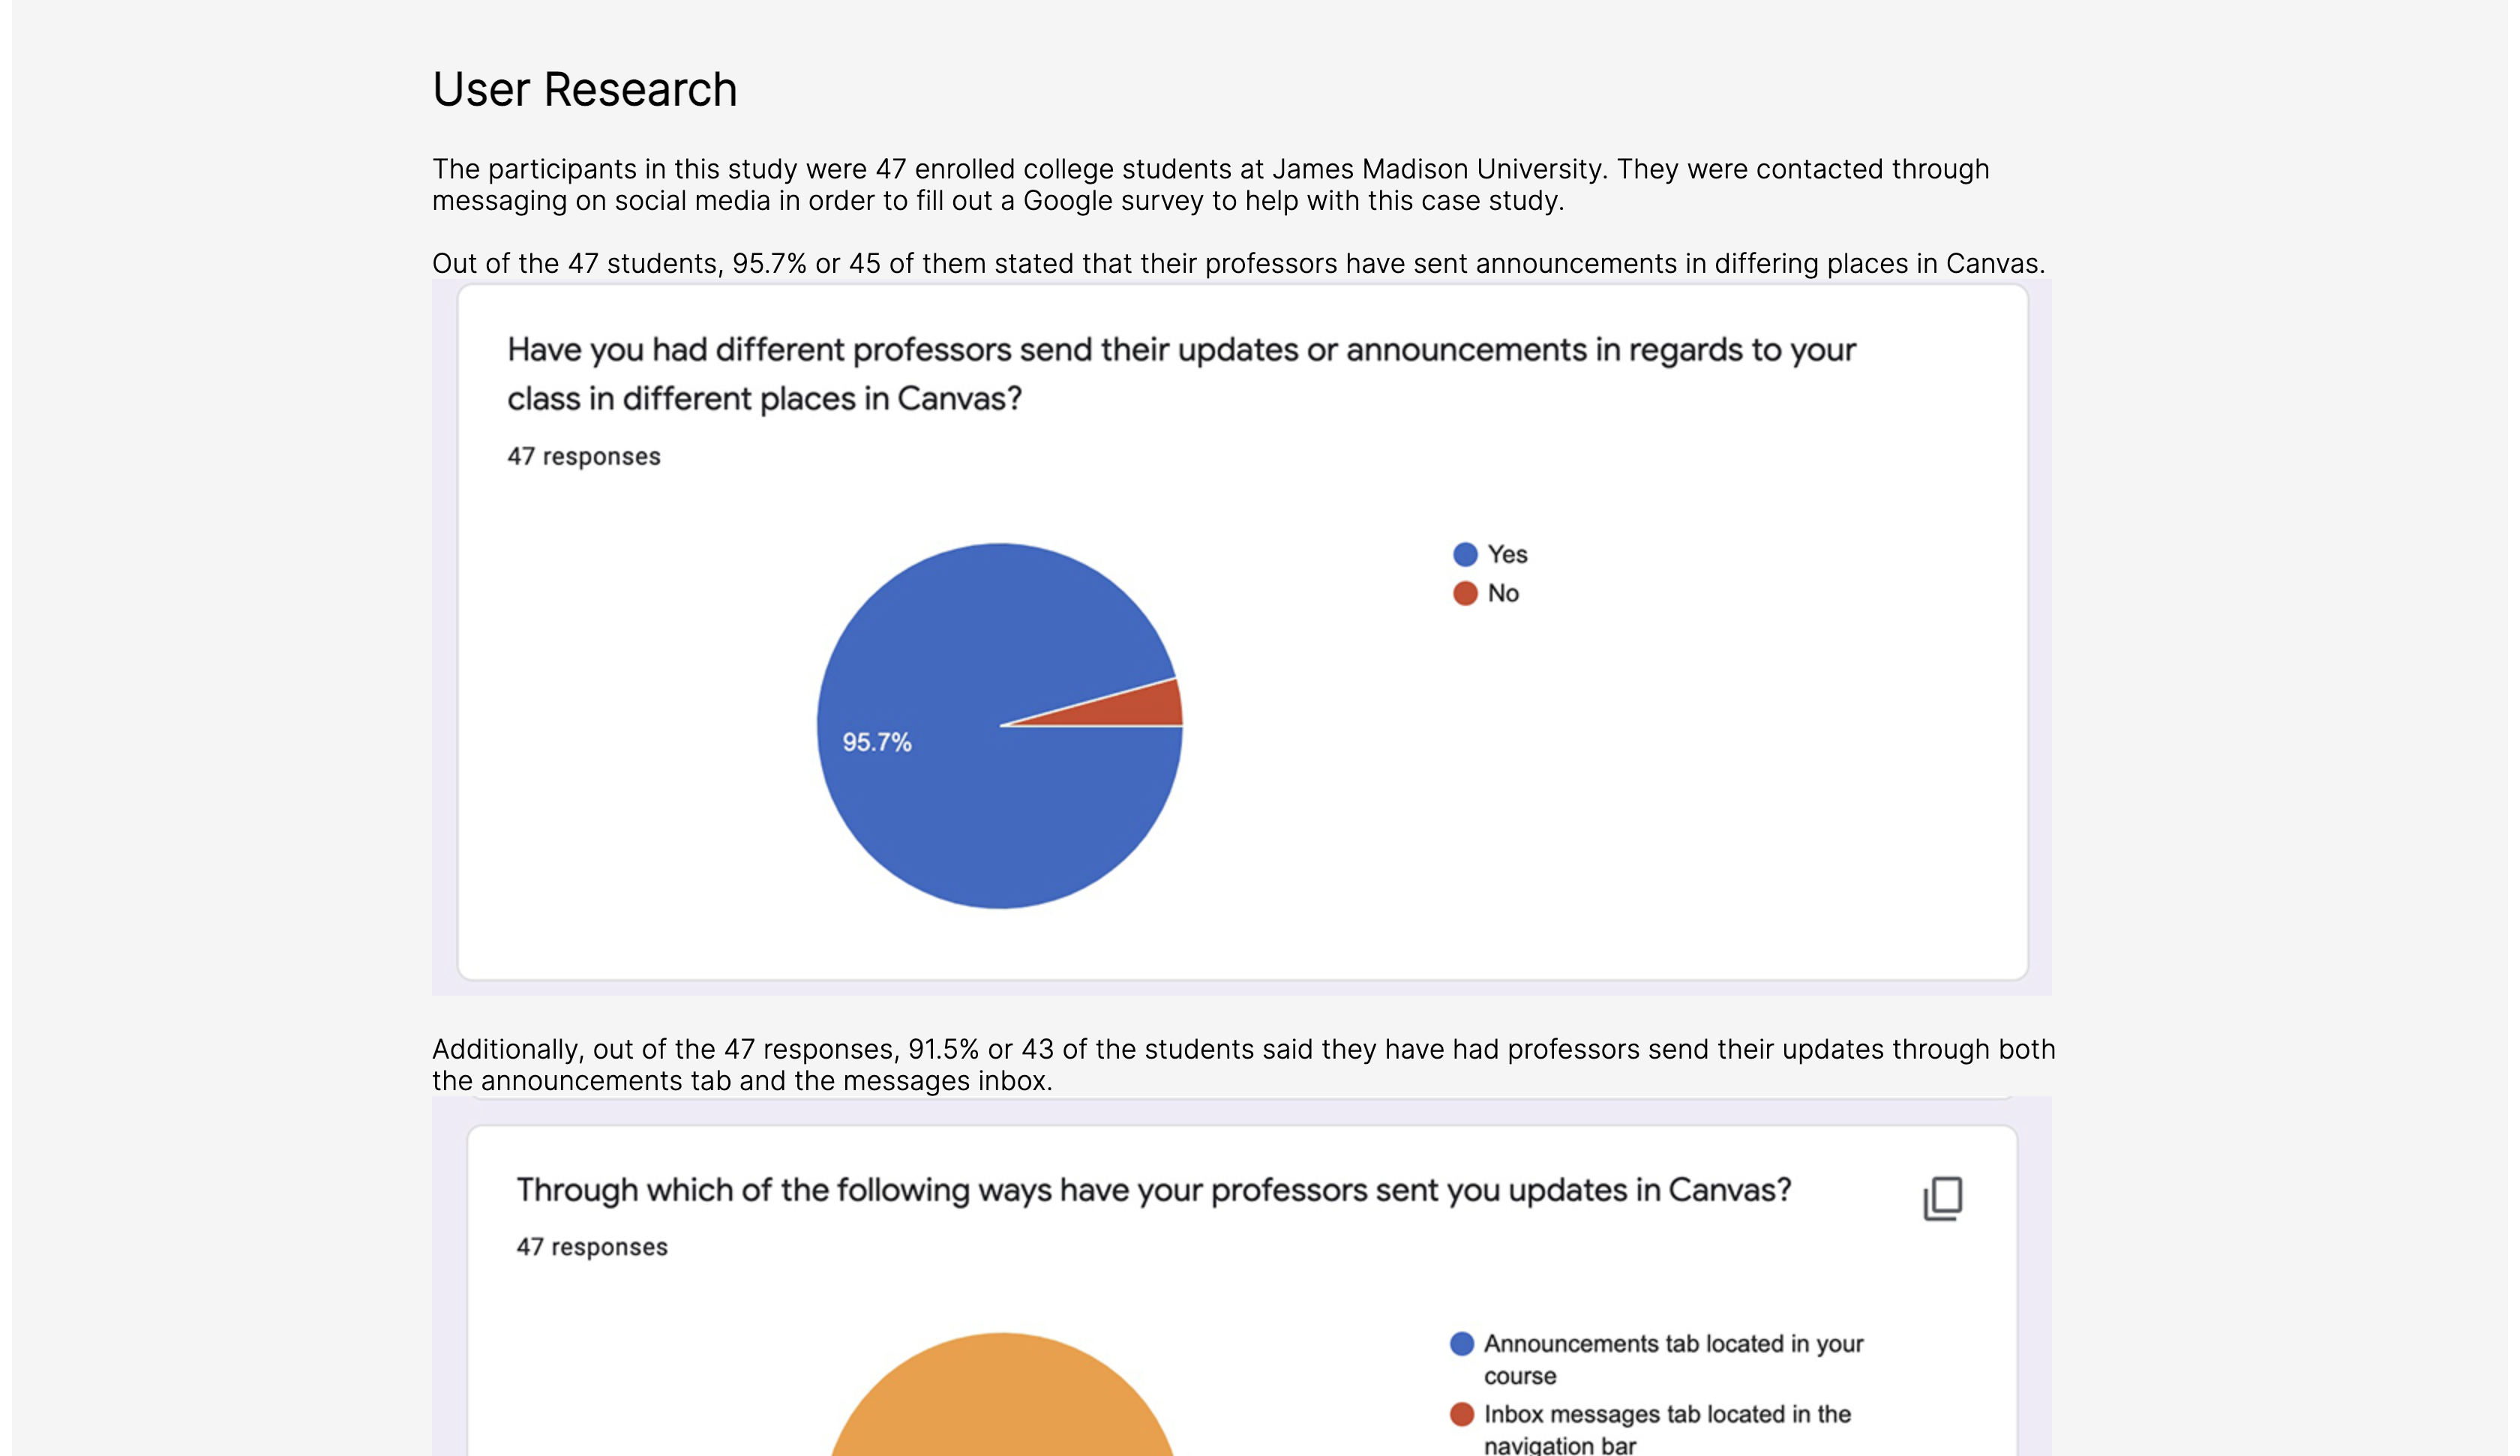 User Research
The participants in this study were 47 enrolled college students at James Madison University. They were contacted through
messaging on social media in order to fill out a Google survey to help with this case study.
Out of the 47 students, 95.7% or 45 of them stated that their professors have sent announcements in differing places in Canvas.
Have you had different professors send their updates or announcements in regards to your
class in different places in Canvas?
47 responses
Yes
No
95.7%
Additionally, out of the 47 responses, 91.5% or 43 of the students said they have had professors send their updates through both
the announcements tab and the messages inbox.
Through which of the following ways have your professors sent you updates in Canvas?
47 responses
Announcements tab located in your
course
Inbox messages tab located in the
navigation bar